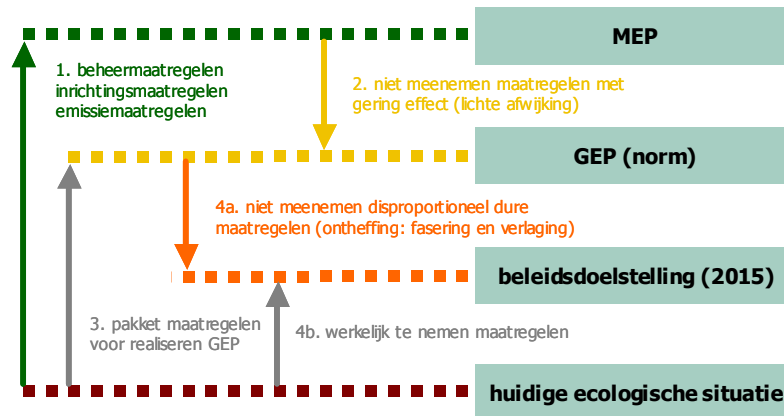 MEP
1. beheermaatregelen
inrichtingsmaatregelen
emissiemaatregelen
2. niet meenemen maatregelen met
gering effect (lichte afwijking)
GEP (norm)
4a. niet meenemen disproportioneel dure
maatregelen (ontheffing: fasering en verlaging)
beleidsdoelstelling (2015)
3. pakket maatregelen
voor realiseren GEP
4b. werkelijk te nemen maatregelen
huidige ecologische situatie